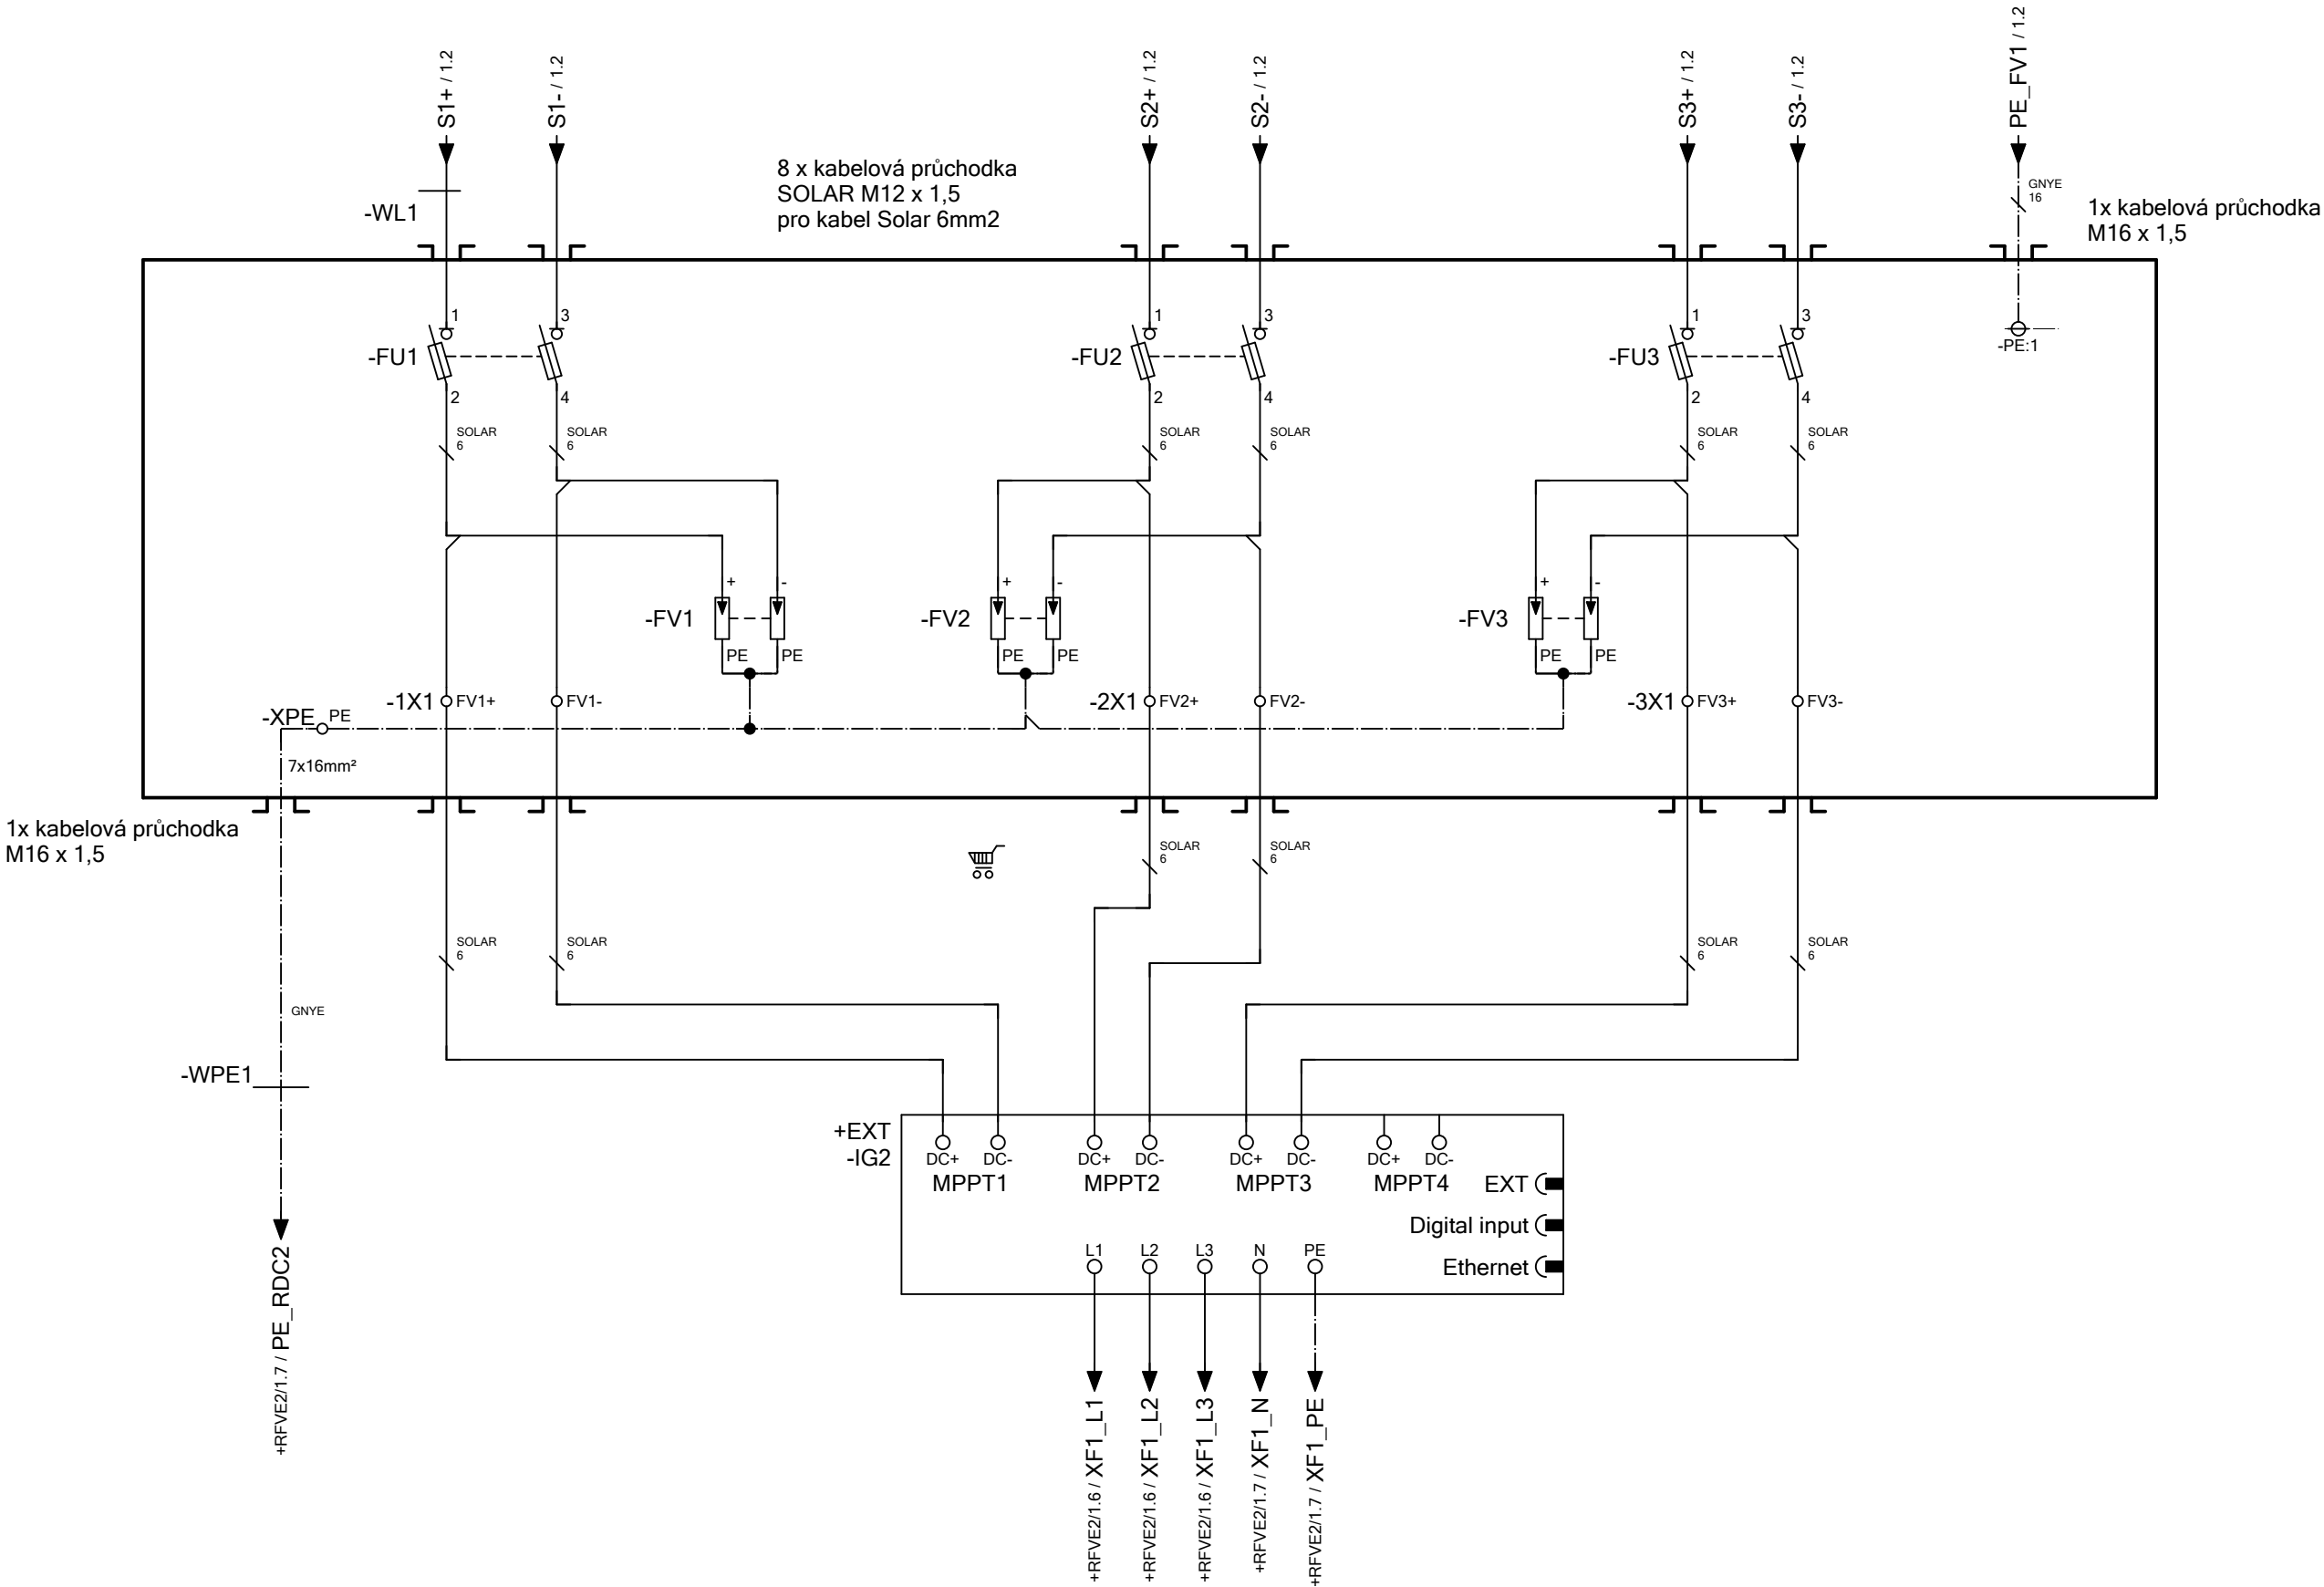 S1+ / 1.2
S1- / 1.2
S2+ / 1.2
S2- / 1.2
S3+ / 1.2
S3- / 1.2
PE_FV1 / 1.2
8 x kabelová průchodka
SOLAR M12 x 1,5
pro kabel Solar 6mm2
GNYE
16
1x kabelová průchodka
M16 x 1,5
-WL1
1
3
1
3
1
3
-FU1
-FU2
-FU3
-PE:1
2
4
2
4
2
4
SOLAR
6
SOLAR
6
SOLAR
6
SOLAR
6
SOLAR
6
SOLAR
6
+
-
+
-
+
-
-FV1
-FV2
-FV3
PE
PE
PE
PE
PE
PE
-1X1
FV1+
FV1-
-2X1
FV2+
FV2-
-3X1
FV3+
FV3-
-XPE
PE
7x16mm²
1x kabelová průchodka
M16 x 1,5
SOLAR
6
SOLAR
6
SOLAR
6
SOLAR
6
SOLAR
6
SOLAR
6
GNYE
-WPE1
+EXT
-IG2
DC+
DC-
DC+
DC-
DC+
DC-
DC+
DC-
MPPT1
MPPT2
MPPT3
MPPT4
EXT
Digital input
Ethernet
L1
L2
L3
N
PE
+RFVE2/1.7 / PE_RDC2
+RFVE2/1.6 / XF1_L1
+RFVE2/1.6 / XF1_L2
+RFVE2/1.6 / XF1_L3
+RFVE2/1.7 / XF1_N
+RFVE2/1.7 / XF1_PE